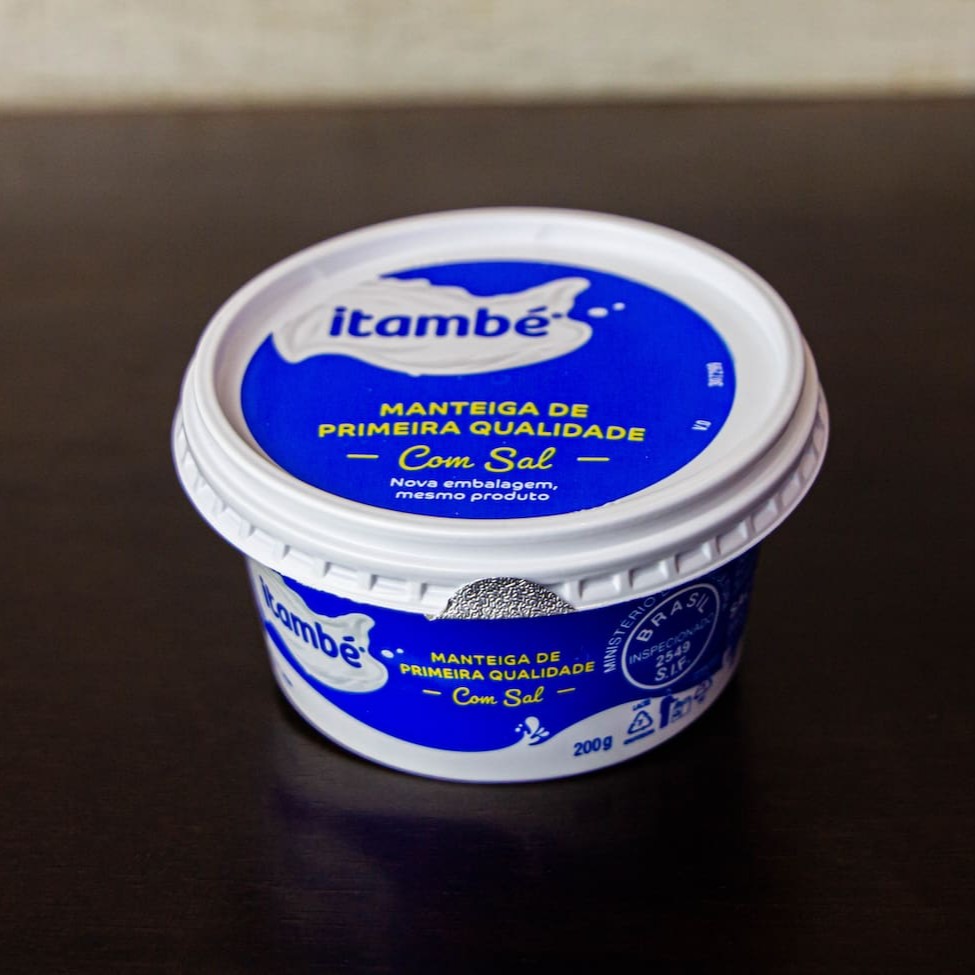 itambé
MANTEIGA DE
PRIMEIRA QUALIDADE
Com Sal
Nova embalagem,
mesmo produto
itambé
MANTEIGA DE
PRIMEIRA QUALIDADE
Com Sal
200g
MINISTÉRIO
BRASIL
INSPECIONADO
2549
S.I.F.